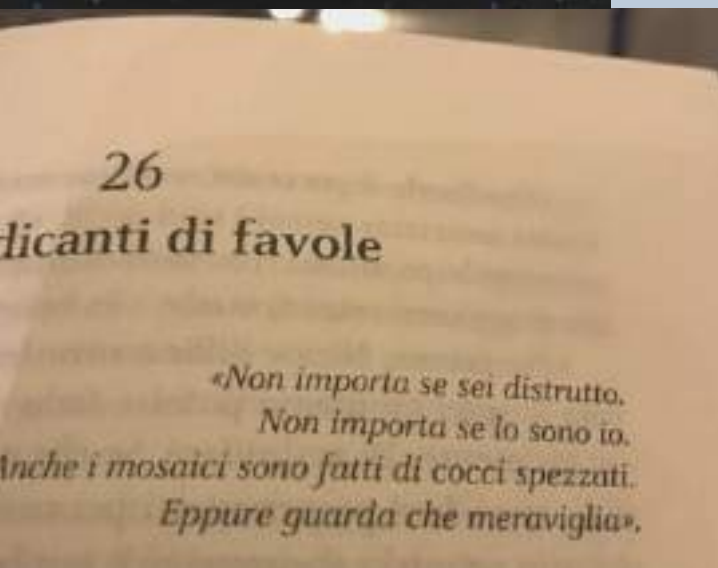 26
dicanti di favole
«Non importa se sei distrutto.
Non importa se lo sono io.
Anche i mosaici sono fatti di cocci spezzati.
Eppure guarda che meraviglia».